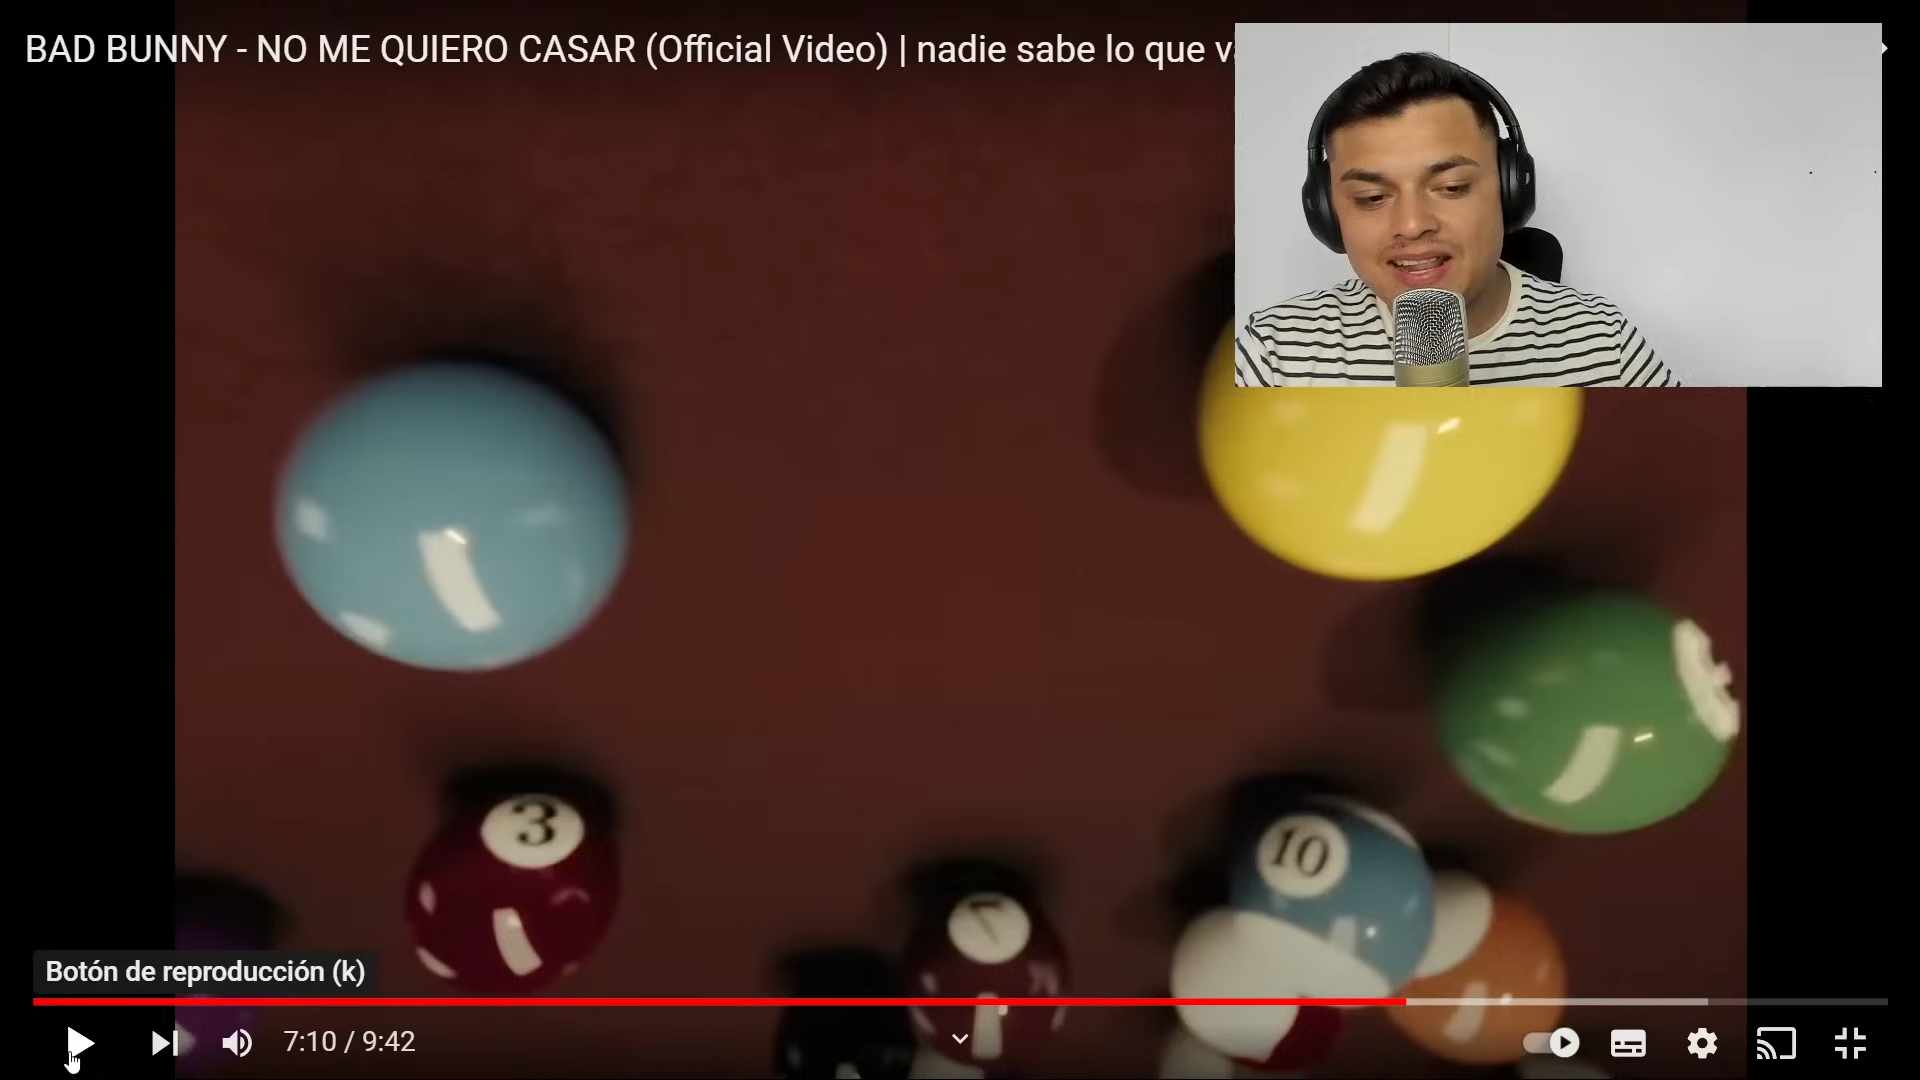 BAD BUNNY - NO ME QUIERO CASAR (Official Video) | nadie sabe lo que v
3
10
7
Botón de reproducción (k)
7:10 / 9:42